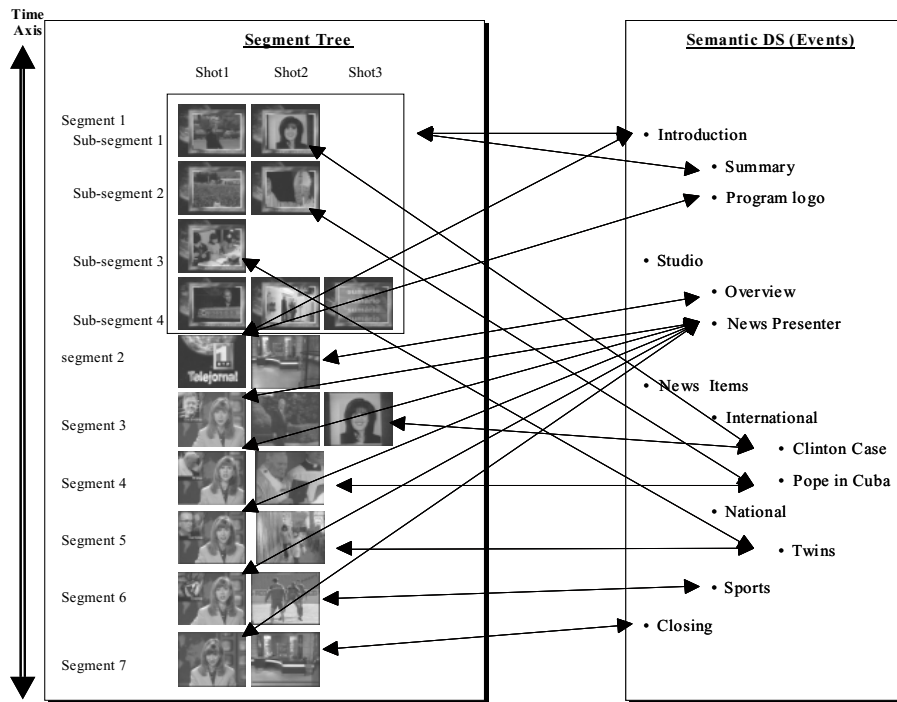 Time
Axis
Segment Tree
Shot1 Shot2 Shot3
Segment 1
Sub-segment 1
Sub-segment 2
Sub-segment 3
Sub-segment 4
segment 2
1
Telejornal
Segment 3
Segment 4
Segment 5
Segment 6
Segment 7
Semantic DS (Events)
• Introduction
• Summary
• Program logo
• Studio
• Overview
• News Presenter
• News Items
• International
• Clinton Case
• Pope in Cuba
• National
• Twins
• Sports
• Closing